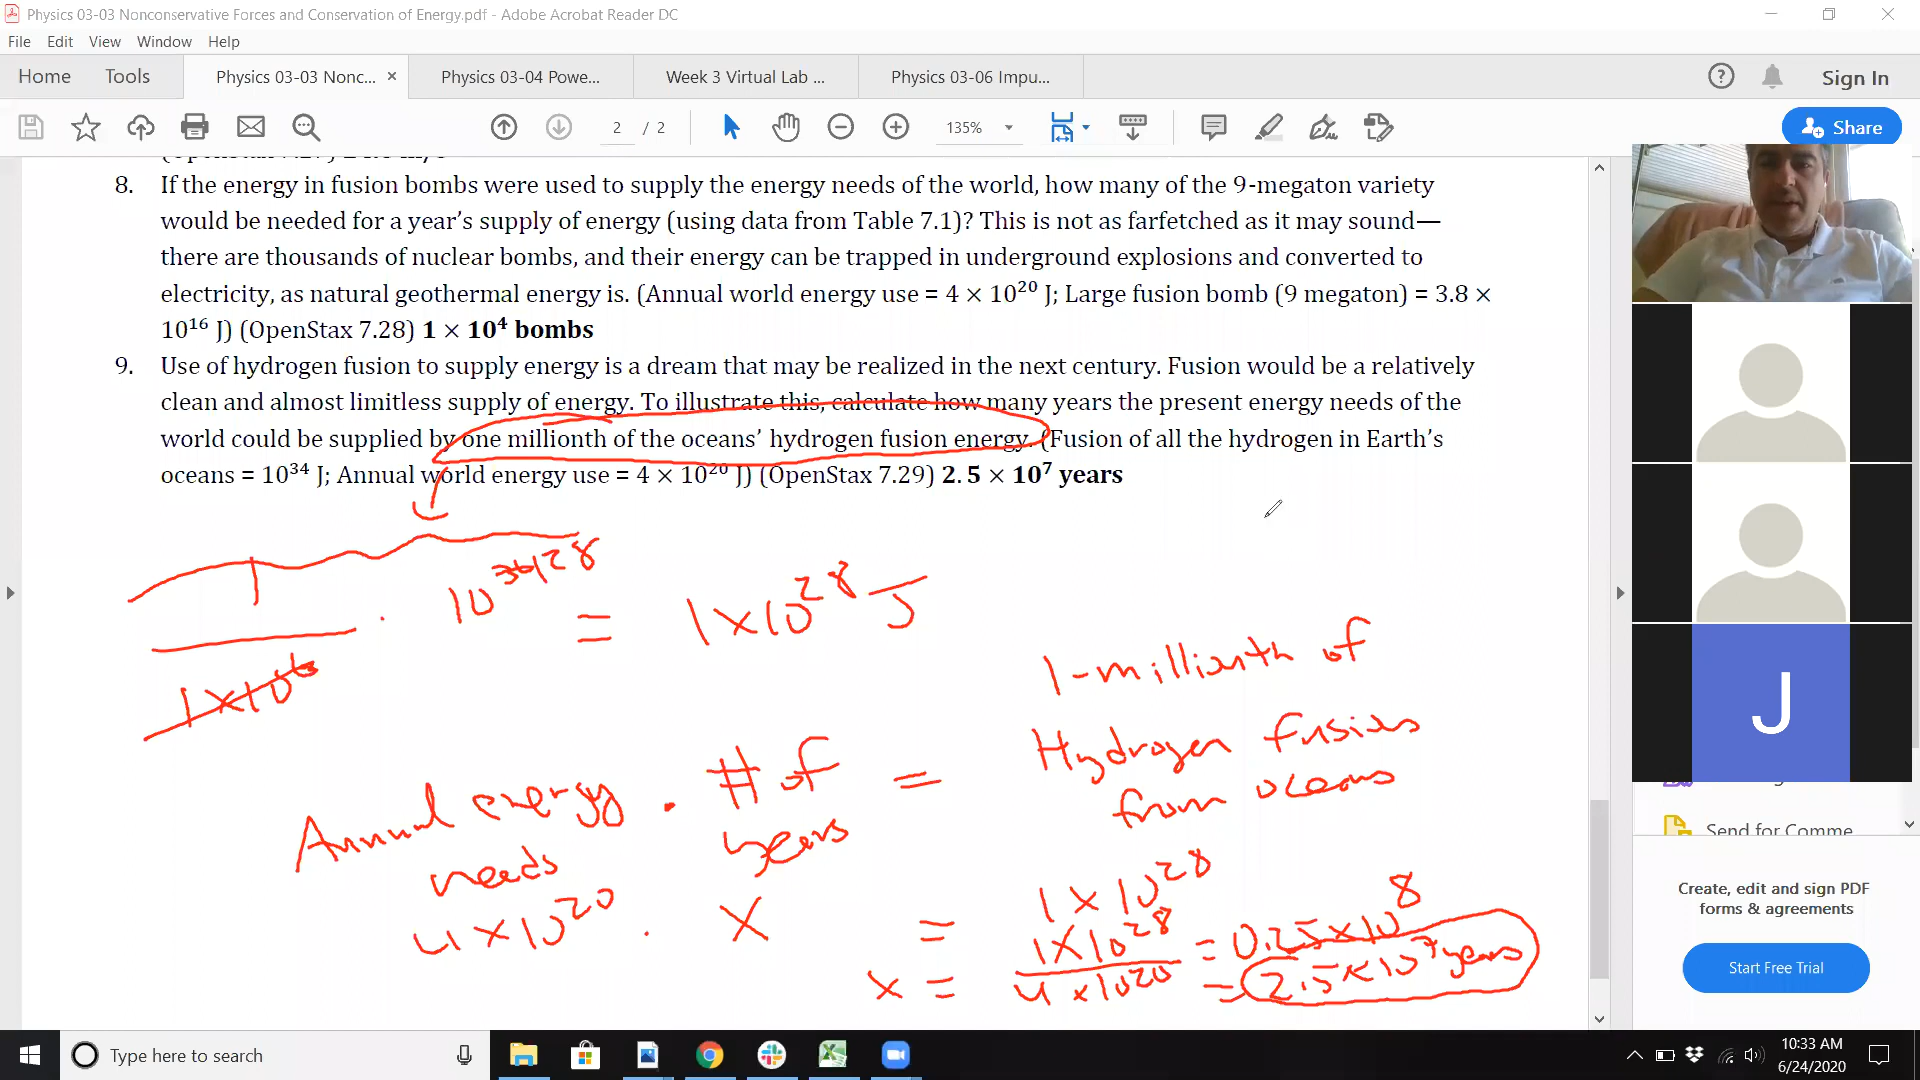 Physics 03-03 Nonconservative Forces and Conservation of Energy.pdf - Adobe Acrobat Reader DC
File Edit View Window Help
Home Tools Physics 03-03 Nonc... × Physics 03-04 Powe... Week 3 Virtual Lab ... Physics 03-06 Impu... Sign In
2 / 2 135% Share
8. If the energy in fusion bombs were used to supply the energy needs of the world, how many of the 9-megaton variety
would be needed for a year’s supply of energy (using data from Table 7.1)? This is not as farfetched as it may sound—
there are thousands of nuclear bombs, and their energy can be trapped in underground explosions and converted to
electricity, as natural geothermal energy is. (Annual world energy use = 4 × 10²⁰ J; Large fusion bomb (9 megaton) = 3.8 ×
10¹⁶ J) (OpenStax 7.28) 1 × 10⁴ bombs
9. Use of hydrogen fusion to supply energy is a dream that may be realized in the next century. Fusion would be a relatively
clean and almost limitless supply of energy. To illustrate this, calculate how many years the present energy needs of the
world could be supplied by one millionth of the oceans’ hydrogen fusion energy. (Fusion of all the hydrogen in Earth’s
oceans = 10³⁴ J; Annual world energy use = 4 × 10²⁰ J) (OpenStax 7.29) 2.5 × 10⁷ years
1
1×10⁶ · 10²⁸ = 1×10²⁸ J
Annual energy needs · # of years = 1-millionth of
Hydrogen fusion
from oceans
4×10²⁰ · X = 1×10²⁸
x = 1×10²⁸ = 0.25×10⁸
4×10²⁰ = 2.5×10⁷ years
J
Send for Comme
Create, edit and sign PDF
forms & agreements
Start Free Trial
Type here to search
10:33 AM
6/24/2020